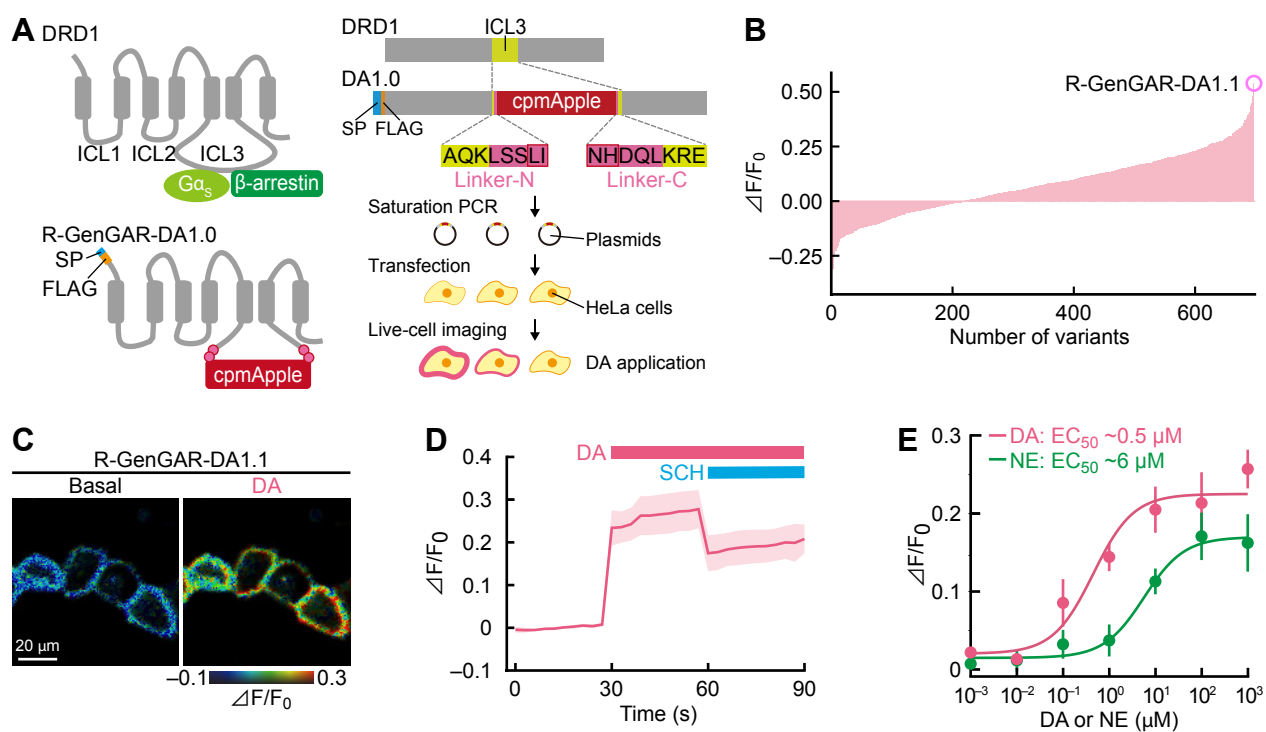 A
DRD1
ICL1 ICL2 ICL3
GαS β-arrestin
R-GenGAR-DA1.0
SP
FLAG
cpmApple
DRD1
ICL3
DA1.0
cpmApple
SP FLAG
AQKLSSLI NHDQLKRE
Linker-N Linker-C
Saturation PCR
Plasmids
Transfection
HeLa cells
Live-cell imaging
DA application
B
R-GenGAR-DA1.1
0.50
0.25
0.00
−0.25
⊿F/F0
0 200 400 600
Number of variants
C
R-GenGAR-DA1.1
Basal DA
20 µm
−0.1 0.3
⊿F/F0
D
DA
SCH
0.4
0.3
0.2
0.1
0
−0.1
⊿F/F0
0 30 60 90
Time (s)
E
DA: EC50 ~0.5 µM
NE: EC50 ~6 µM
0.3
0.2
0.1
0
⊿F/F0
10−3 10−2 10−1 100 101 102 103
DA or NE (µM)